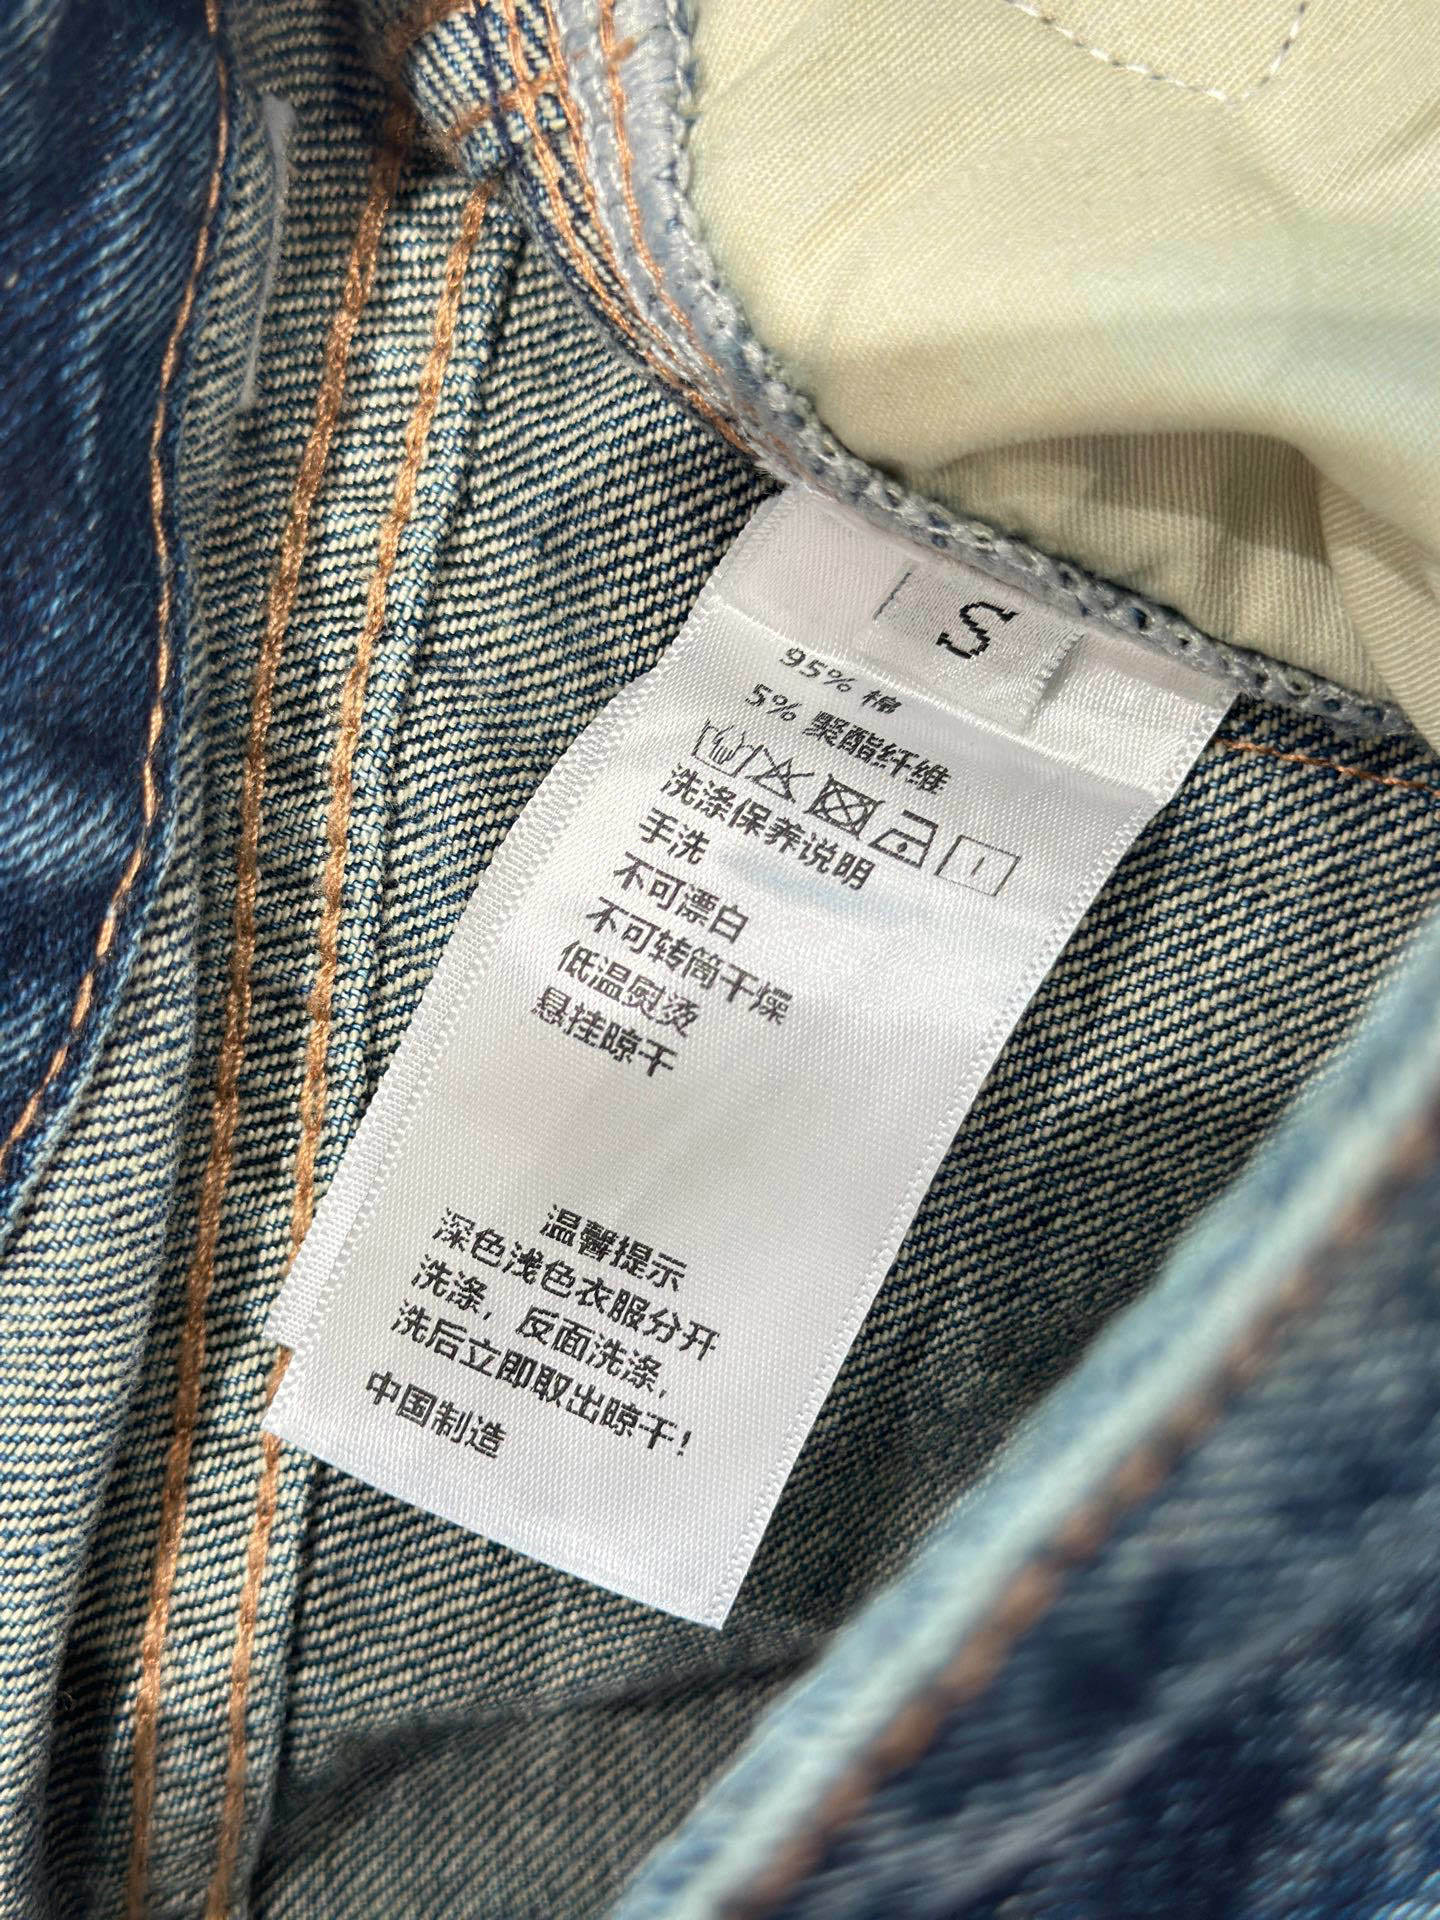 S
95% 棉
5% 聚酯纤维
洗涤保养说明
手洗
不可漂白
不可转筒干燥
低温熨烫
悬挂晾干
温馨提示
深色浅色衣服分开
洗涤，反面洗涤，
洗后立即取出晾干！
中国制造